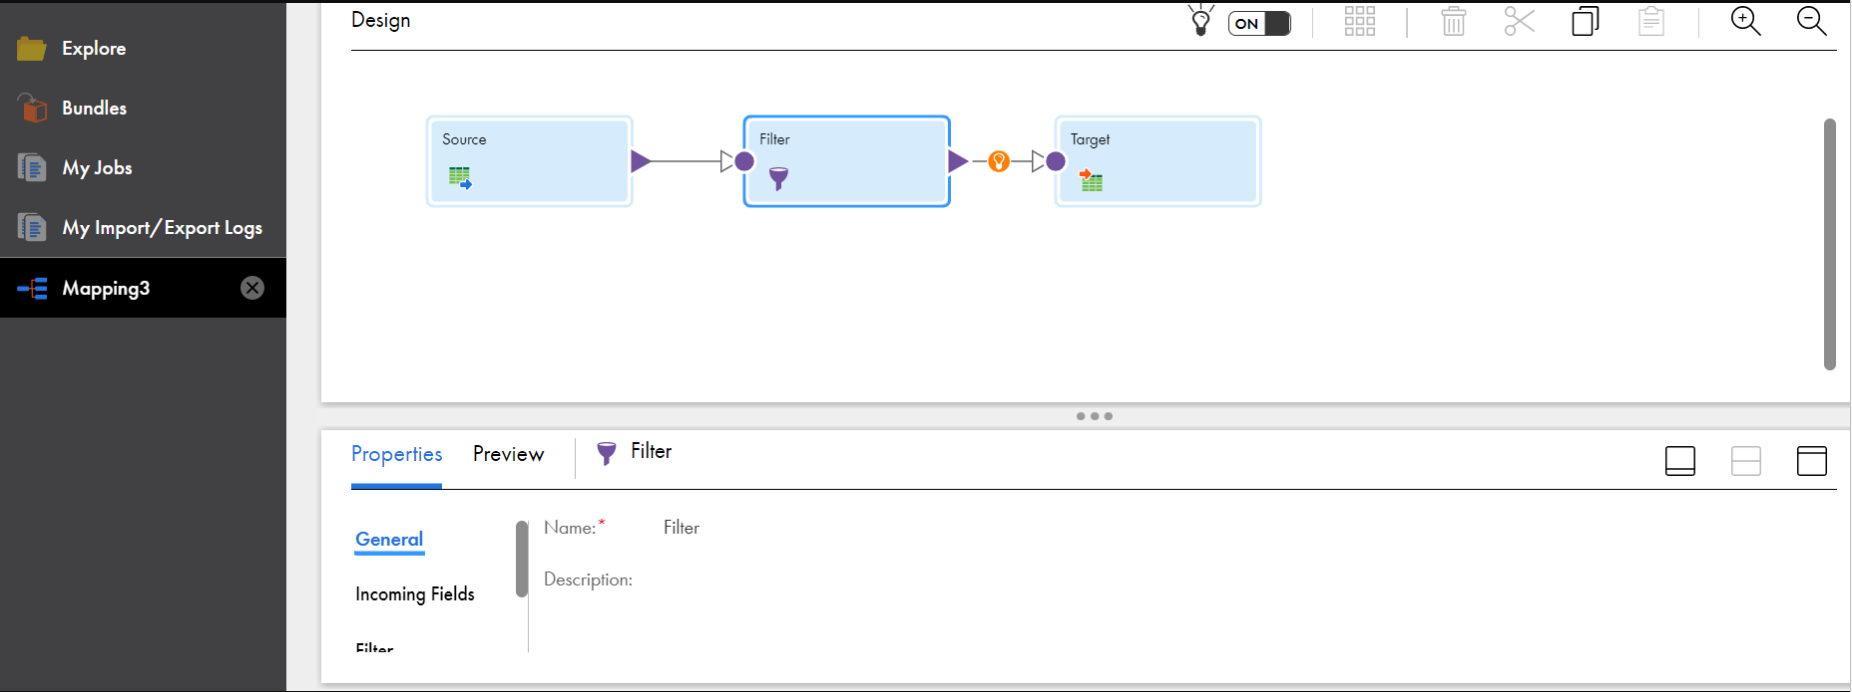 Design
ON
Explore
Bundles
My Jobs
My Import/Export Logs
Mapping3
Source
Filter
Target
Properties
Preview
Filter
General
Incoming Fields
Filter
Name:*
Filter
Description: